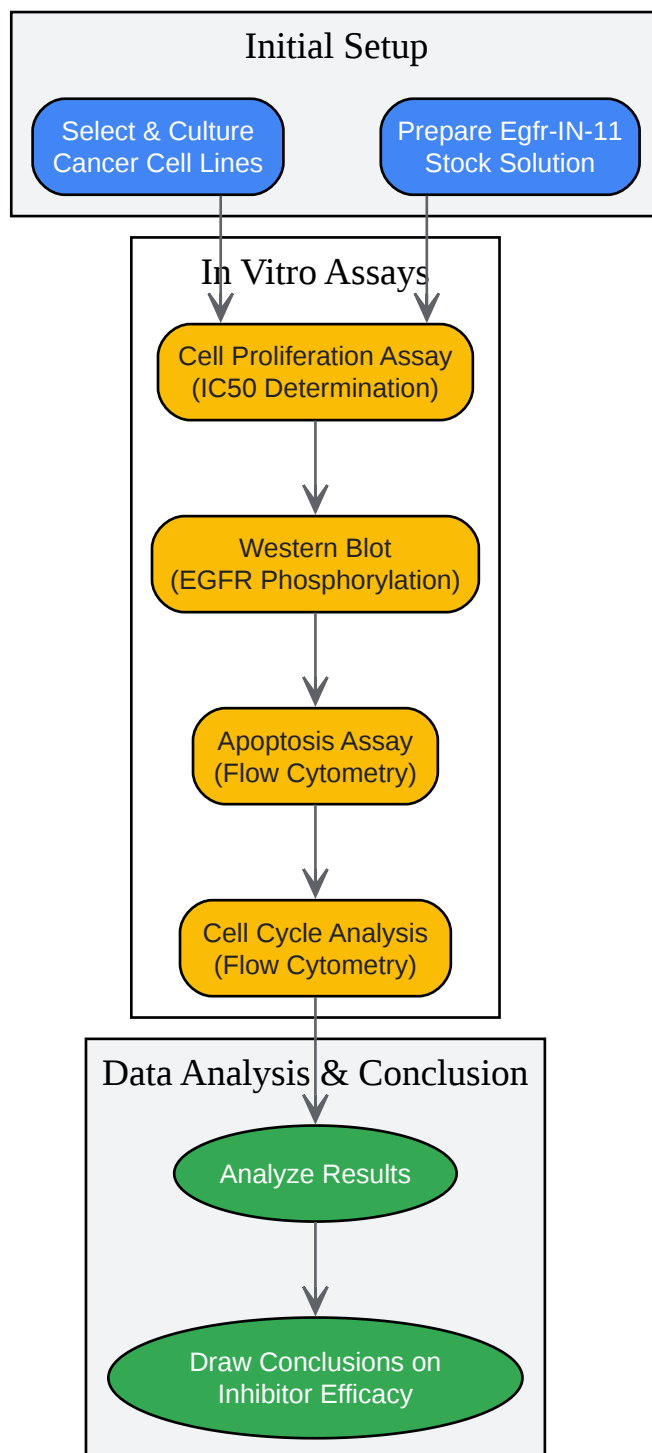 Initial Setup
Select & Culture
Cancer Cell Lines
Prepare Egfr-IN-11
Stock Solution
In Vitro Assays
Cell Proliferation Assay
(IC50 Determination)
Western Blot
(EGFR Phosphorylation)
Apoptosis Assay
(Flow Cytometry)
Cell Cycle Analysis
(Flow Cytometry)
Data Analysis & Conclusion
Analyze Results
Draw Conclusions on
Inhibitor Efficacy